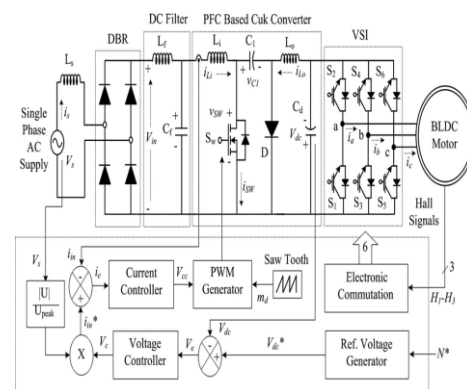 DC Filter
PFC Based Cuk Converter
VSI
DBR
Ls
Lf
Li
C1
Lo
iLi
vC1
iLo
S2
S4
S6
is
Single
Phase
AC
Supply
Vs
Vin
Cf
vSW
Sw
iSW
D
Cd
Vdc
a
b
c
ia
ib
ic
S1
S3
S5
BLDC
Motor
Hall
Signals
Vs
iin
ie
Current
Controller
Vcc
PWM
Generator
Saw Tooth
md
6
Electronic
Commutation
3
H1-H3
|U|
Upeak
iin*
X
Vc
Voltage
Controller
Ve
Vdc
Vdc*
Ref. Voltage
Generator
N*